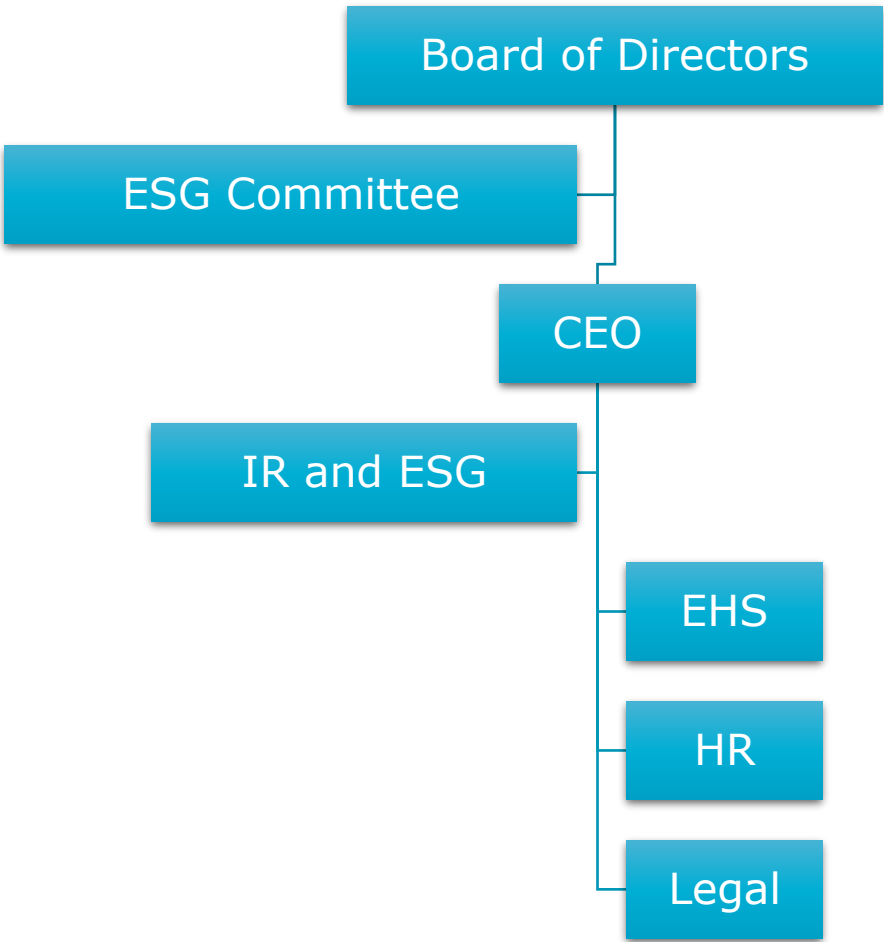 Board of Directors
ESG Committee
CEO
IR and ESG
EHS
HR
Legal